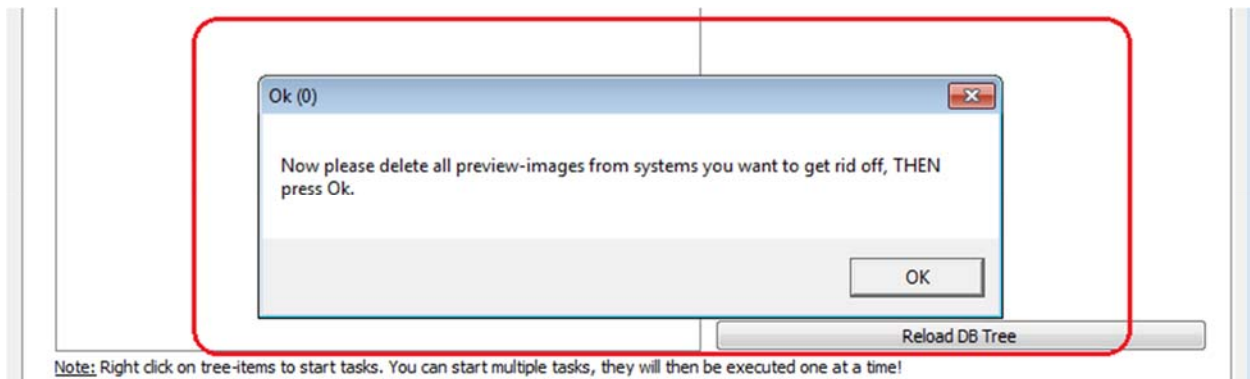 Ok (0)
Now please delete all preview-images from systems you want to get rid off, THEN
press Ok.
OK
Reload DB Tree
Note: Right click on tree-items to start tasks. You can start multiple tasks, they will then be executed one at a time!